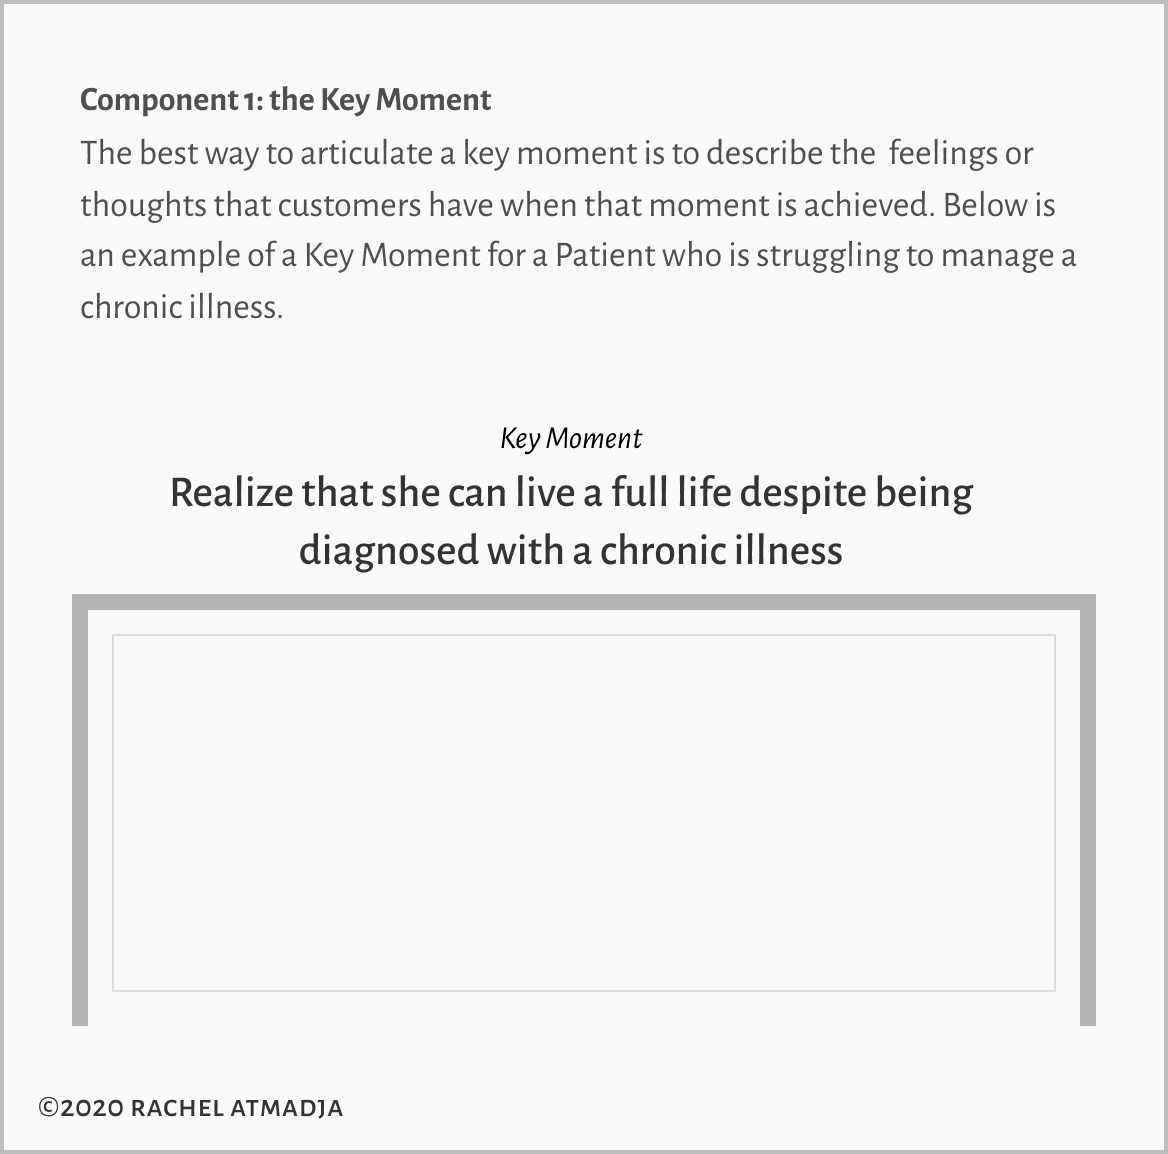 Component 1: the Key Moment
The best way to articulate a key moment is to describe the  feelings or
thoughts that customers have when that moment is achieved. Below is
an example of a Key Moment for a Patient who is struggling to manage a
chronic illness.
Key Moment
Realize that she can live a full life despite being
diagnosed with a chronic illness
©2020 RACHEL ATMADJA